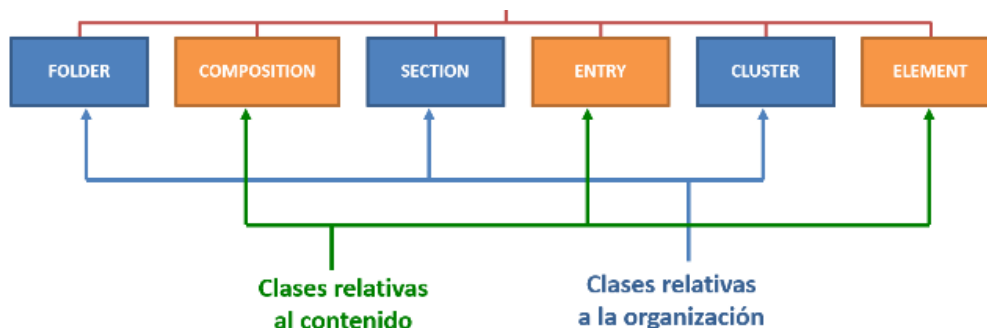 FOLDER
COMPOSITION
SECTION
ENTRY
CLUSTER
ELEMENT
Clases relativas
al contenido
Clases relativas
a la organización